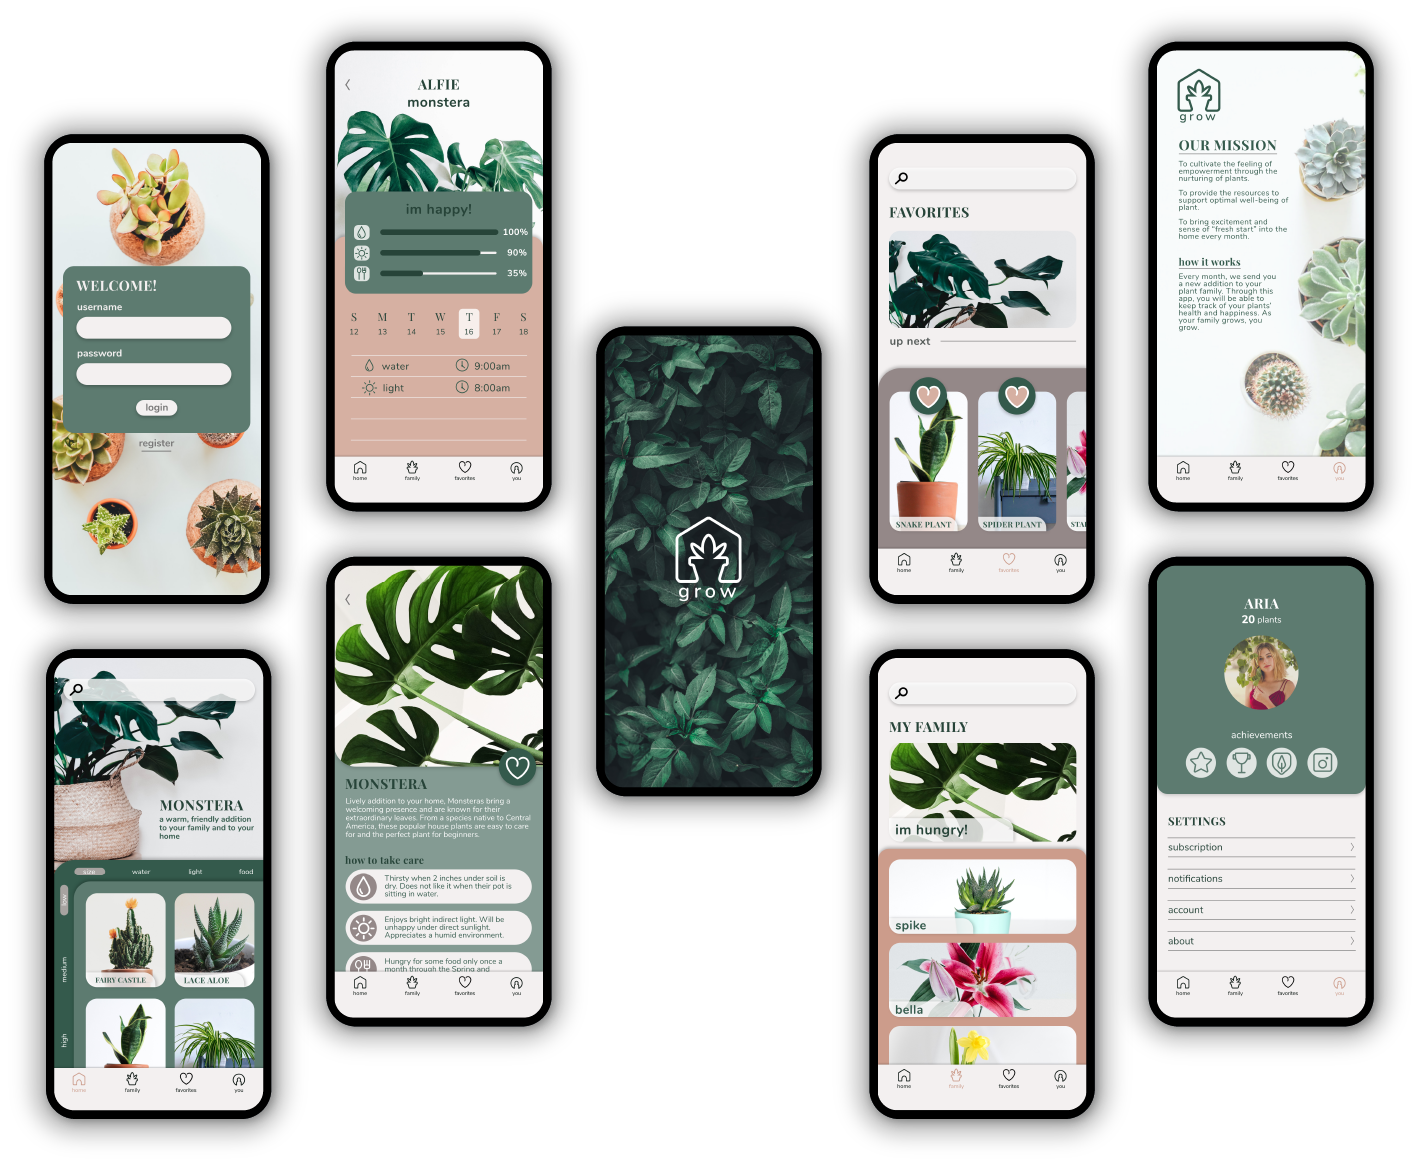 WELCOME!
username
password
login
register
MONSTERA
a warm, friendly addition
to your family and to your
home
size
water
light
food
low
medium
high
FAIRY CASTLE
LACE ALOE
home
family
favorites
you
ALFIE
monstera
im happy!
100%
90%
35%
S M T W T F S
12 13 14 15 16 17 18
water 9:00am
light 8:00am
home
family
favorites
you
MONSTERA
Lively addition to your home, Monsteras bring a
welcoming presence and are known for their
extraordinary leaves. From a species native to Central
America, these popular house plants are easy to care
for and the perfect plant for beginners.
how to take care
Thirsty when 2 inches under soil is
dry. Does not like it when their pot is
sitting in water.
Enjoys bright indirect light. Will be
unhappy under direct sunlight.
Appreciates a humid environment.
Hungry for some food only once a
month through the Spring and
home
family
favorites
you
grow
FAVORITES
up next
SNAKE PLANT
SPIDER PLANT
STAR
home
family
favorites
you
MY FAMILY
im hungry!
spike
bella
home
family
favorites
you
grow
OUR MISSION
To cultivate the feeling of
empowerment through the
nurturing of plants.
To provide the resources to
support optimal well-being of
plant.
To bring excitement and
sense of "fresh start" into the
home every month.
how it works
Every month, we send you
a new addition to your
plant family. Through this
app, you will be able to
keep track of your plants'
health and happiness. As
your family grows, you
grow.
home
family
favorites
you
ARIA
20 plants
achievements
SETTINGS
subscription
notifications
account
about
home
family
favorites
you